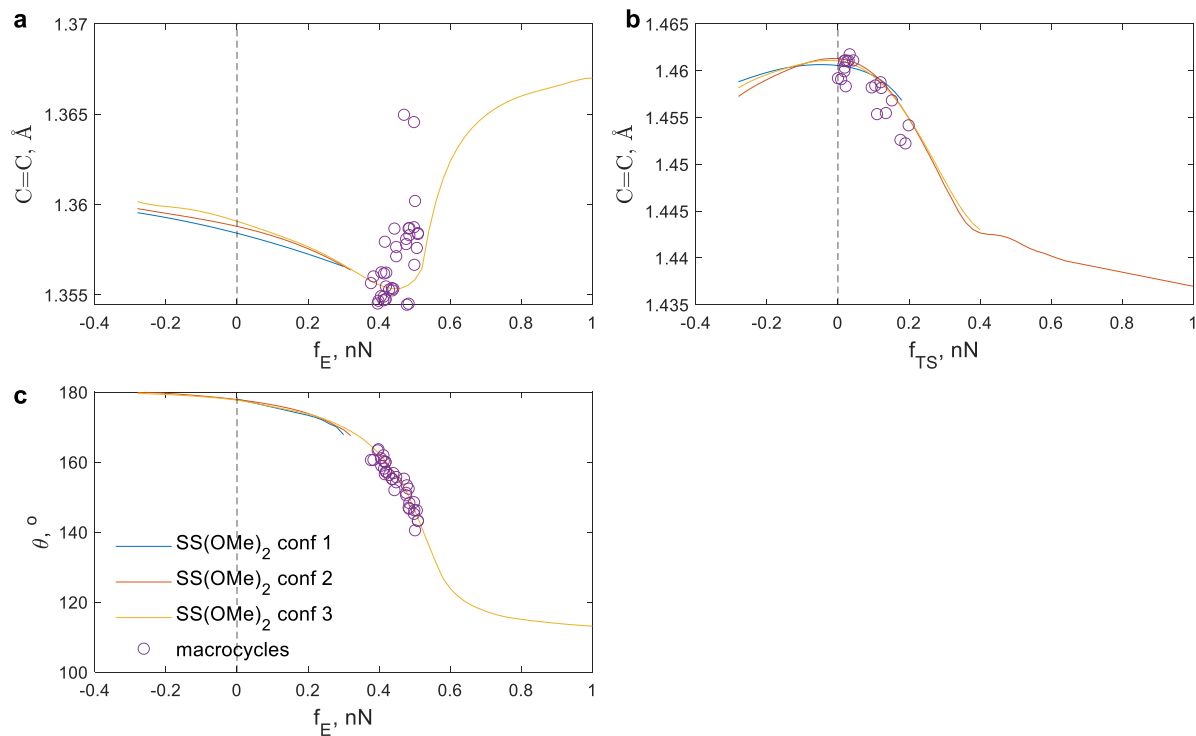 a
1.37
1.365
1.36
1.355
C=C, Å
-0.4 -0.2 0 0.2 0.4 0.6 0.8 1
f_E, nN
b
1.465
1.46
1.455
1.45
1.445
1.44
1.435
C=C, Å
-0.4 -0.2 0 0.2 0.4 0.6 0.8 1
f_TS, nN
c
180
160
140
120
100
θ, °
SS(OMe)₂ conf 1
SS(OMe)₂ conf 2
SS(OMe)₂ conf 3
macrocycles
-0.4 -0.2 0 0.2 0.4 0.6 0.8 1
f_E, nN